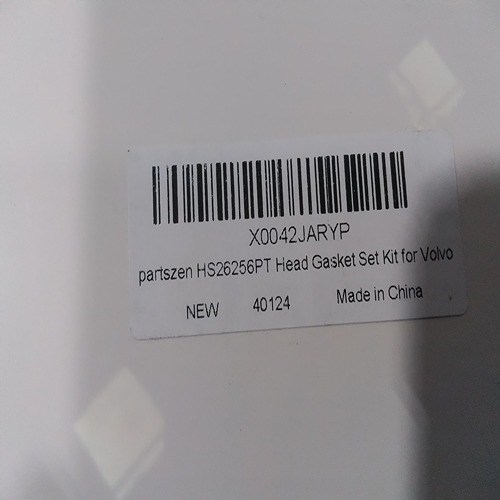 X0042JARYP
partszen HS26256PT Head Gasket Set Kit for Volvo
NEW 40124 Made in China